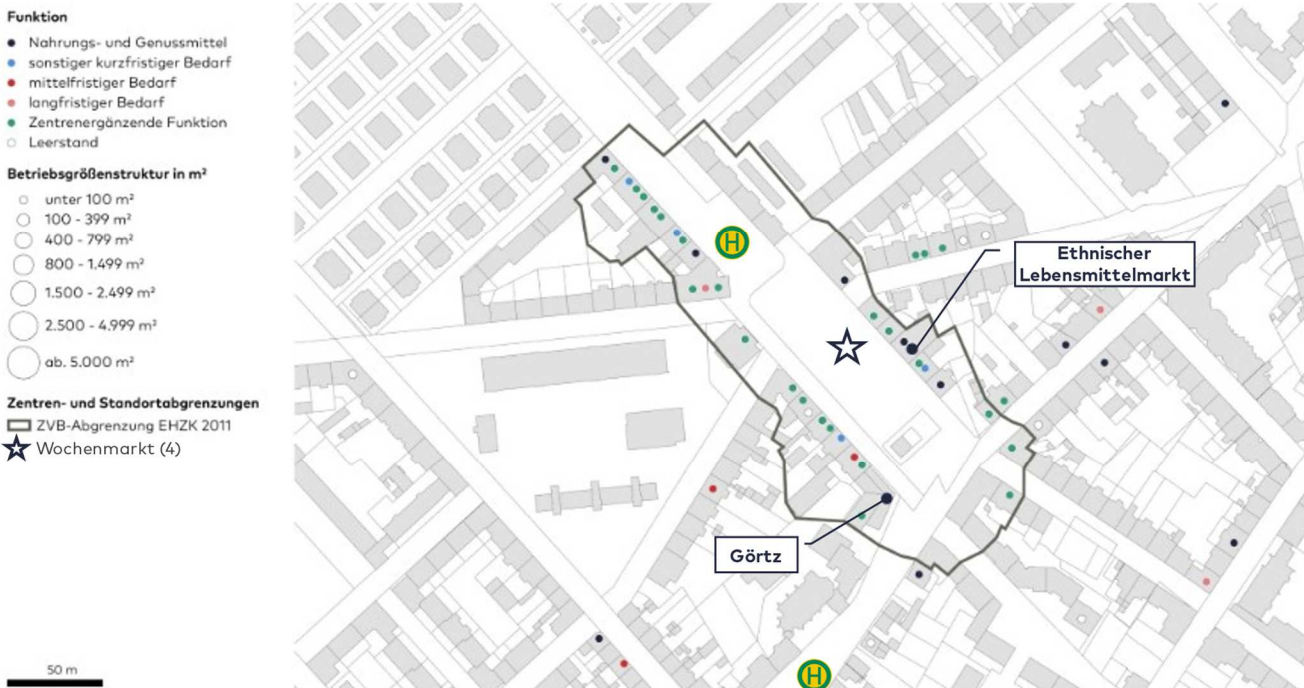 Funktion
Nahrungs- und Genussmittel
sonstiger kurzfristiger Bedarf
mittelfristiger Bedarf
langfristiger Bedarf
Zentrenergänzende Funktion
Leerstand
Betriebsgrößenstruktur in m²
unter 100 m²
100 - 399 m²
400 - 799 m²
800 - 1.499 m²
1.500 - 2.499 m²
2.500 - 4.999 m²
ab. 5.000 m²
Zentren- und Standortabgrenzungen
ZVB-Abgrenzung EHZK 2011
Wochenmarkt (4)
50 m
H
Ethnischer
Lebensmittelmarkt
Görtz
H